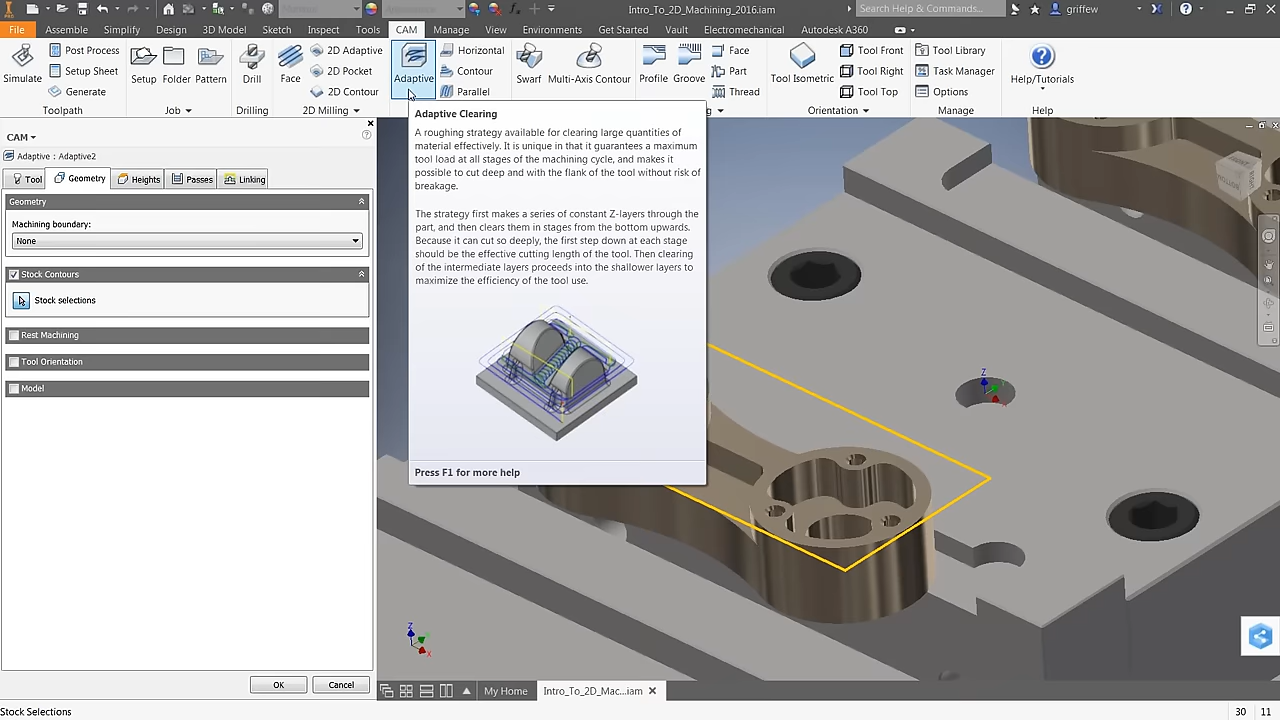 Intro_To_2D_Machining_2016.iam
Search Help & Commands...
griffew
File
Assemble
Simplify
Design
3D Model
Sketch
Inspect
Tools
CAM
Manage
View
Environments
Get Started
Vault
Electromechanical
Autodesk A360
Simulate
Post Process
Setup Sheet
Generate
Toolpath
Setup
Folder
Pattern
Job
Drill
Drilling
Face
2D Adaptive
2D Pocket
2D Contour
2D Milling
Adaptive
Horizontal
Contour
Parallel
Swarf
Multi-Axis Contour
Profile
Groove
Face
Part
Thread
Tool Isometric
Tool Front
Tool Right
Tool Top
Orientation
Tool Library
Task Manager
Options
Manage
Help/Tutorials
Help
CAM
Adaptive : Adaptive2
Tool
Geometry
Heights
Passes
Linking
Geometry
Machining boundary:
None
Stock Contours
Stock selections
Rest Machining
Tool Orientation
Model
OK
Cancel
Adaptive Clearing
A roughing strategy available for clearing large quantities of
material effectively. It is unique in that it guarantees a maximum
tool load at all stages of the machining cycle, and makes it
possible to cut deep and with the flank of the tool without risk of
breakage.
The strategy first makes a series of constant Z-layers through the
part, and then clears them in stages from the bottom upwards.
Because it can cut so deeply, the first step down at each stage
should be the effective cutting length of the tool. Then clearing
of the intermediate layers proceeds into the shallower layers to
maximize the efficiency of the tool use.
Press F1 for more help
Z
Z
X
My Home
Intro_To_2D_Mac...iam
Stock Selections
30
11